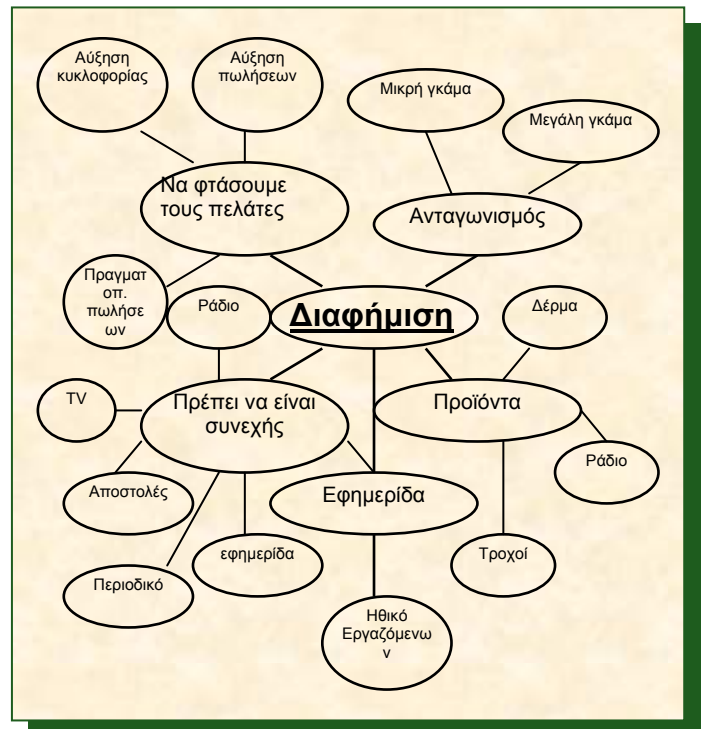 Αύξηση
κυκλοφορίας
Αύξηση
πωλήσεων
Μικρή γκάμα
Μεγάλη γκάμα
Να φτάσουμε
τους πελάτες
Ανταγωνισμός
Πραγματ
οπ.
πωλήσε
ων
Ράδιο
Διαφήμιση
Δέρμα
TV
Πρέπει να είναι
συνεχής
Προϊόντα
Ράδιο
Αποστολές
Εφημερίδα
Περιοδικό
εφημερίδα
Τροχοί
Ηθικό
Εργαζόμενω
ν